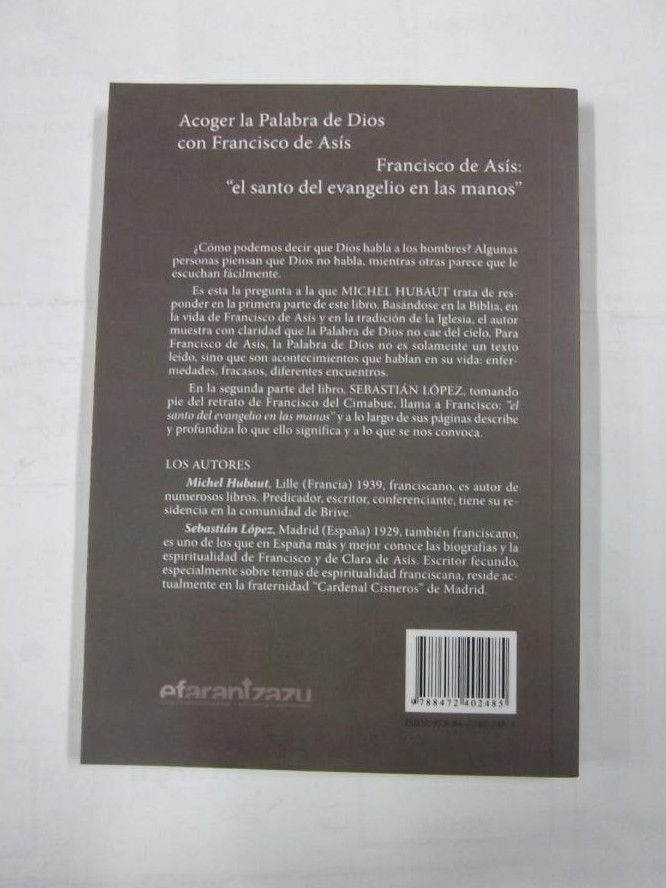 Acoger la Palabra de Dios
con Francisco de Asís
Francisco de Asís:
“el santo del evangelio en las manos”
¿Cómo podemos decir que Dios habla a los hombres? Algunas
personas piensan que Dios no habla, mientras otras parece que le
escuchan fácilmente.
Es esta la pregunta a la que MICHEL HUBAUT trata de res-
ponder en la primera parte de este libro. Basándose en la Biblia, en
la vida de Francisco de Asís y en la tradición de la Iglesia, el autor
muestra con claridad que la Palabra de Dios no cae del cielo. Para
Francisco de Asís, la Palabra de Dios no es solamente un texto
leído, sino que son acontecimientos que hablan en su vida: enfer-
medades, fracasos, diferentes encuentros.
En la segunda parte del libro, SEBASTIÁN LÓPEZ, tomando
pie del retrato de Francisco del Cimabue, llama a Francisco: “el
santo del evangelio en las manos” y a lo largo de sus páginas describe
y profundiza lo que ello significa y a lo que se nos convoca.
LOS AUTORES
Michel Hubaut, Lille (Francia) 1939, franciscano, es autor de
numerosos libros. Predicador, escritor, conferenciante, tiene su re-
sidencia en la comunidad de Brive.
Sebastián López, Madrid (España) 1929, también franciscano,
es uno de los que en España más y mejor conoce las biografías y la
espiritualidad de Francisco y de Clara de Asís. Escritor fecundo,
especialmente sobre temas de espiritualidad franciscana, reside ac-
tualmente en la fraternidad “Cardenal Cisneros” de Madrid.
efarantzazu
9788472402485